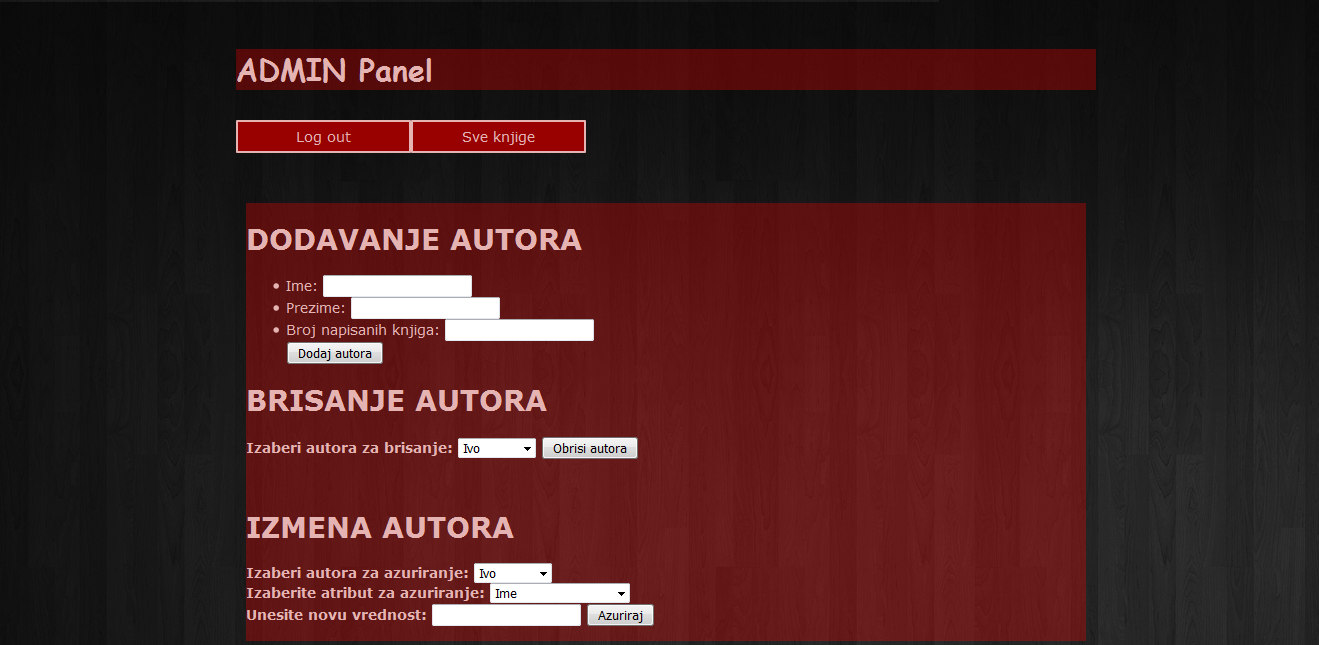 ADMIN Panel
Log out Sve knjige
DODAVANJE AUTORA
• Ime:
• Prezime:
• Broj napisanih knjiga:
Dodaj autora
BRISANJE AUTORA
Izaberi autora za brisanje: Ivo Obrisi autora
IZMENA AUTORA
Izaberi autora za azuriranje: Ivo
Izaberite atribut za azuriranje: Ime
Unesite novu vrednost: Azuriraj